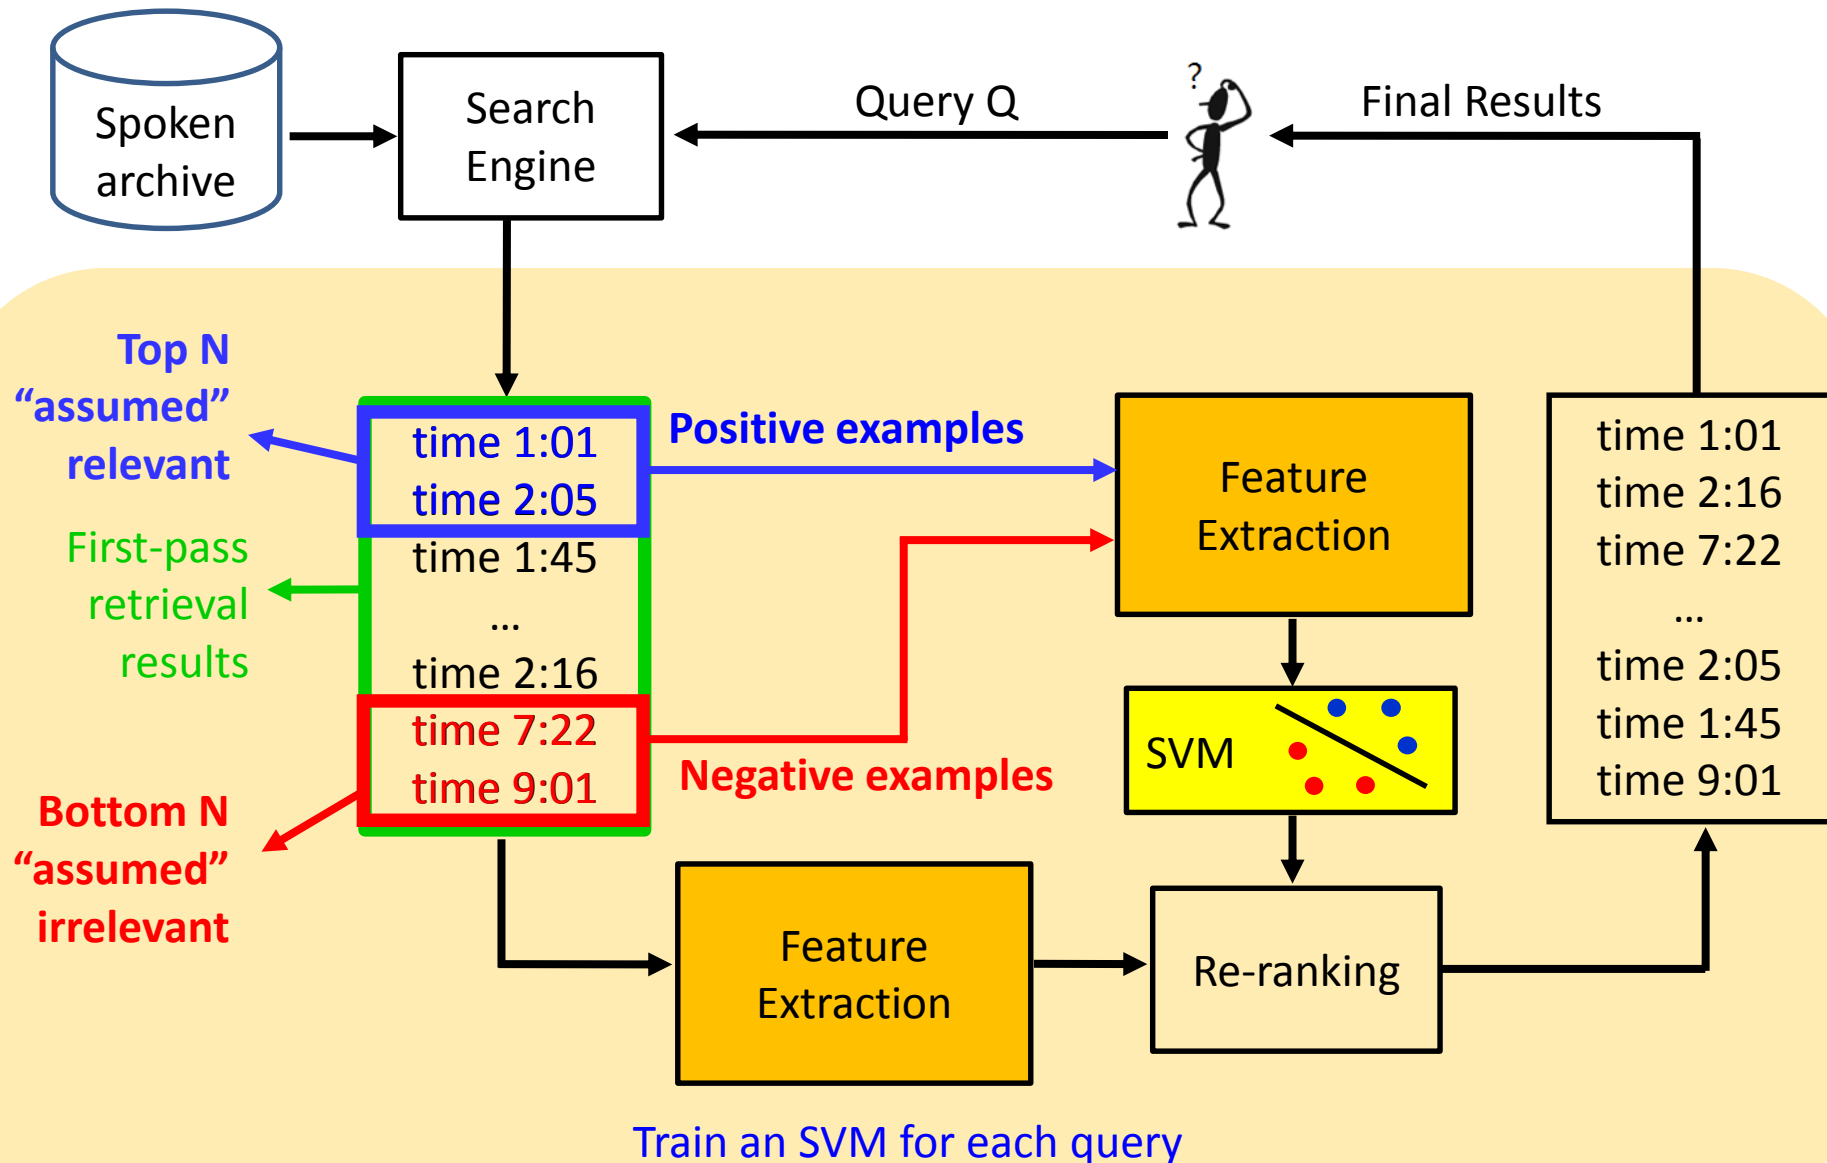 Spoken
archive
Search
Engine
Query Q
?
Final Results
Top N
“assumed”
relevant
First-pass
retrieval
results
Bottom N
“assumed”
irrelevant
time 1:01
time 2:05
time 1:45
...
time 2:16
time 7:22
time 9:01
Positive examples
Negative examples
Feature
Extraction
SVM
Feature
Extraction
Re-ranking
time 1:01
time 2:16
time 7:22
...
time 2:05
time 1:45
time 9:01
Train an SVM for each query